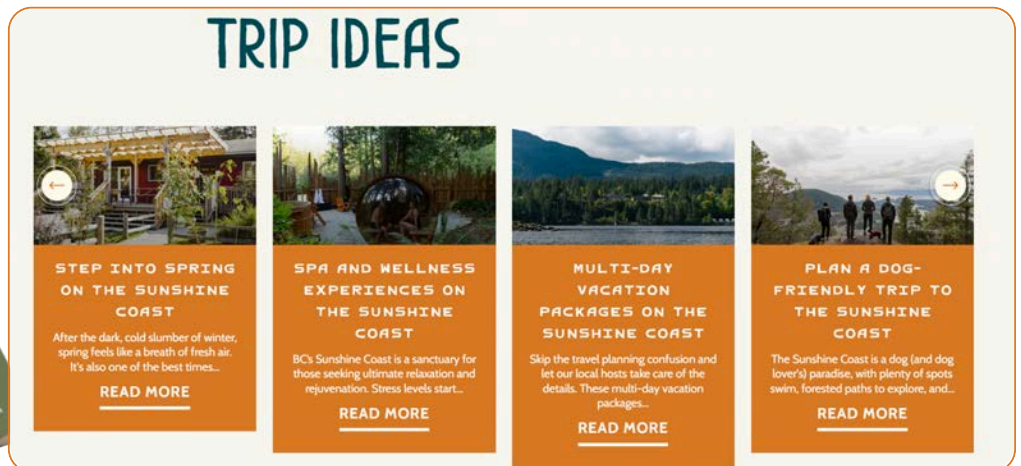 TRIP IDEAS
STEP INTO SPRING
ON THE SUNSHINE
COAST
After the dark, cold slumber of winter,
spring feels like a breath of fresh air.
It's also one of the best times...
READ MORE
SPA AND WELLNESS
EXPERIENCES ON
THE SUNSHINE
COAST
BC's Sunshine Coast is a sanctuary for
those seeking ultimate relaxation and
rejuvenation. Stress levels start...
READ MORE
MULTI-DAY
VACATION
PACKAGES ON THE
SUNSHINE COAST
Skip the travel planning confusion and
let our local hosts take care of the
details. These multi-day vacation
packages...
READ MORE
PLAN A DOG-
FRIENDLY TRIP TO
THE SUNSHINE
COAST
The Sunshine Coast is a dog (and dog
lover's) paradise, with plenty of spots
swim, forested paths to explore, and...
READ MORE